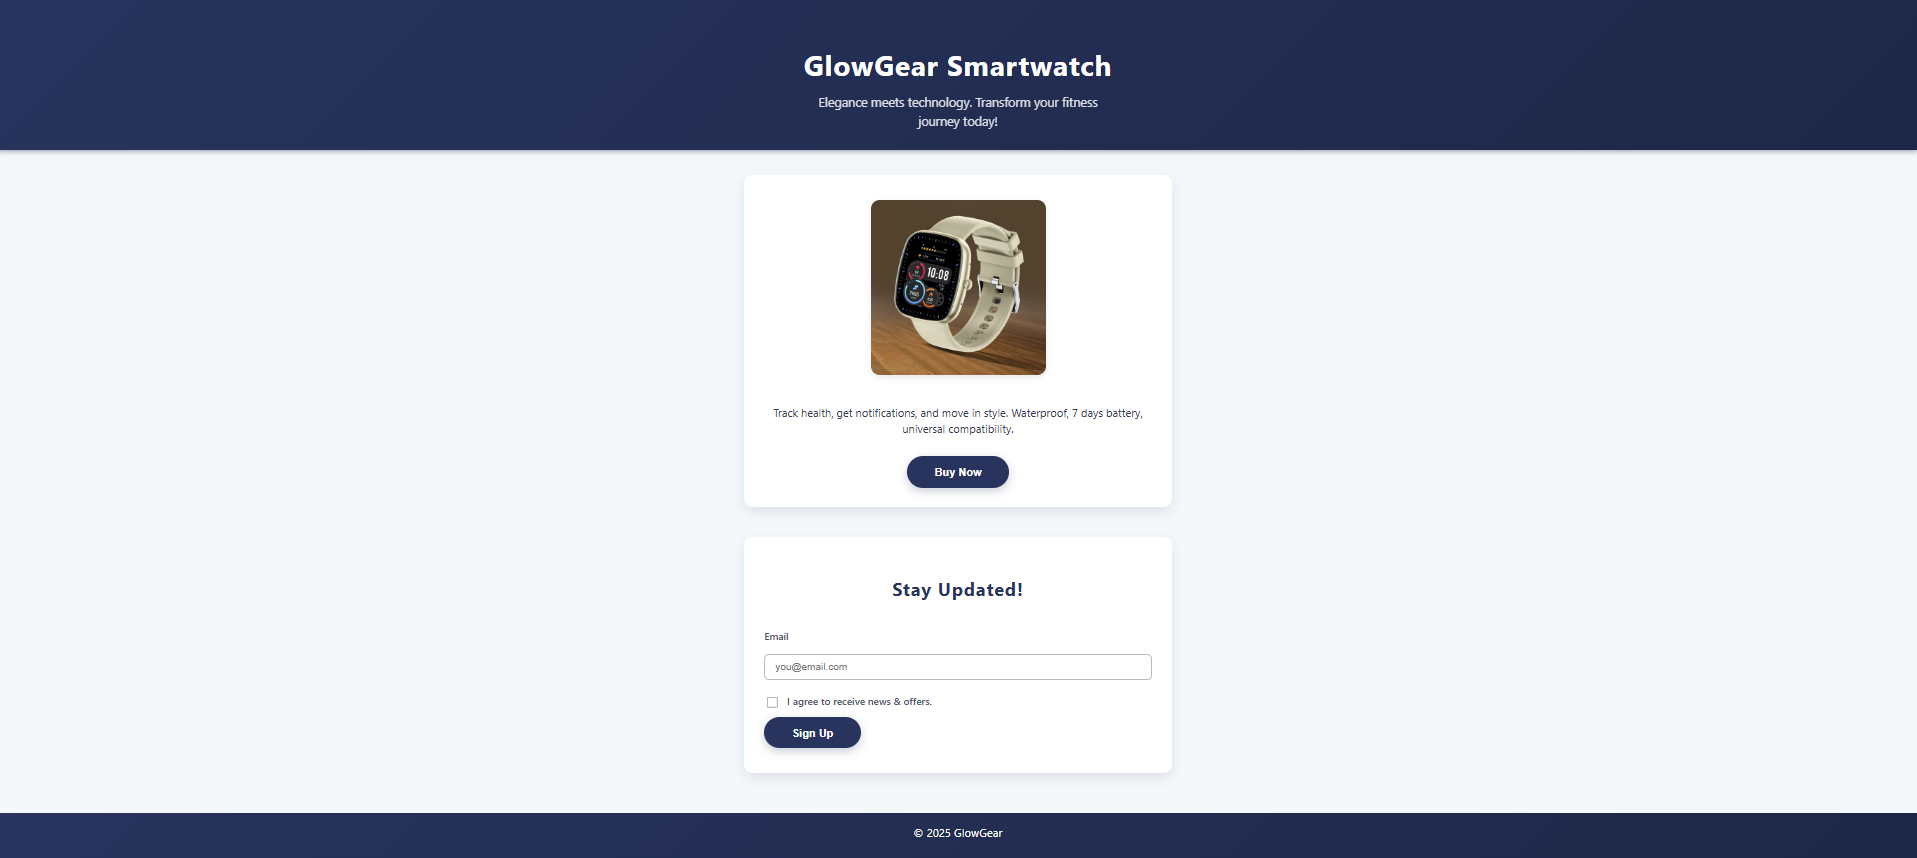 GlowGear Smartwatch
Elegance meets technology. Transform your fitness
journey today!
10:08
Track health, get notifications, and move in style. Waterproof, 7 days battery,
universal compatibility.
Buy Now
Stay Updated!
Email
you@email.com
I agree to receive news & offers.
Sign Up
© 2025 GlowGear